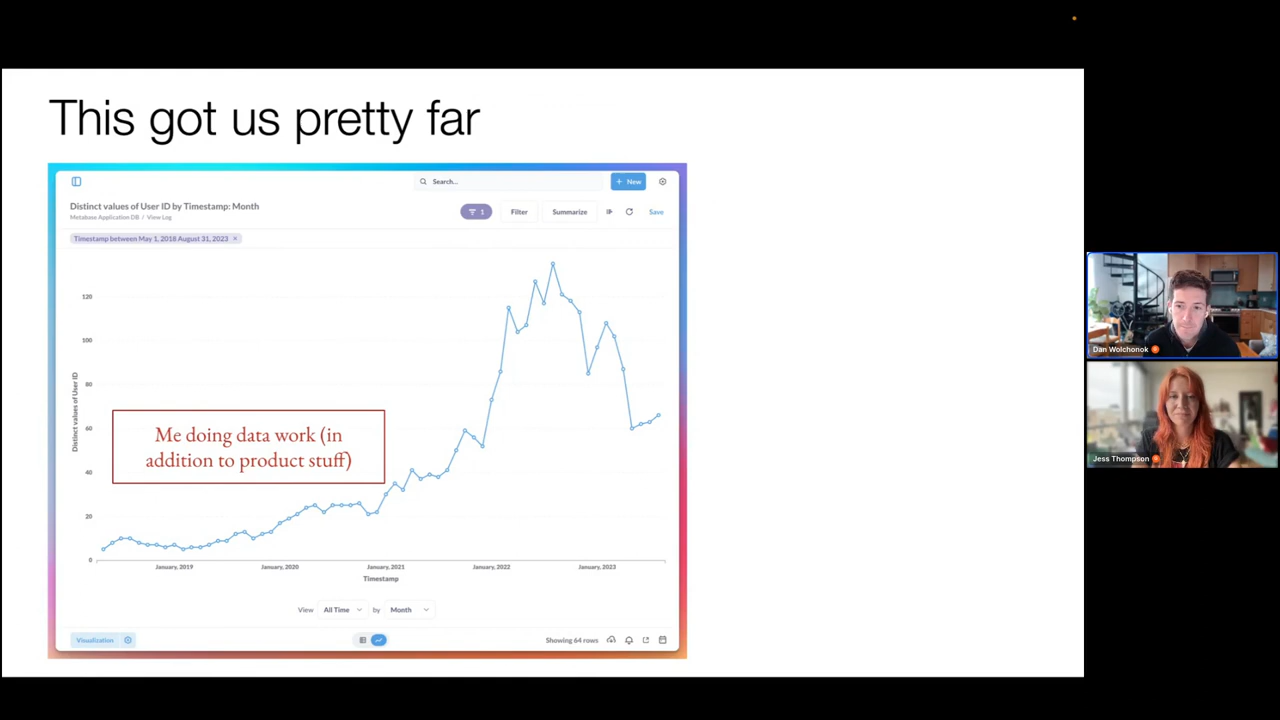 This got us pretty far
Search...
+ New
Distinct values of User ID by Timestamp: Month
Metabase Application DB / View Log
1
Filter
Summarize
Save
Timestamp between May 1, 2018 August 31, 2023 ×
Distinct values of User ID
120
100
80
60
40
20
0
Me doing data work (in
addition to product stuff)
January, 2019
January, 2020
January, 2021
January, 2022
January, 2023
Timestamp
View
All Time
by
Month
Visualization
Showing 64 rows
Dan Wolchonok
Jess Thompson